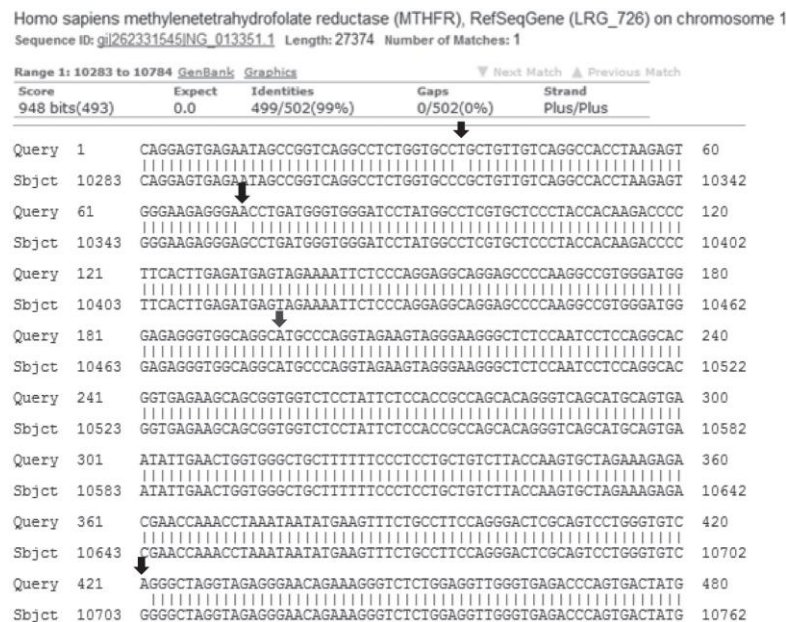 Homo sapiens methylenetetrahydrofolate reductase (MTHFR), RefSeqGene (LRG_726) on chromosome 1
Sequence ID: gi|262331545|NG_013351.1 Length: 27374 Number of Matches: 1
Range 1: 10283 to 10784 GenBank Graphics ▼ Next Match ▲ Previous Match
Score Expect Identities Gaps Strand
948 bits(493) 0.0 499/502(99%) 0/502(0%) Plus/Plus
Query 1 CAGGAGTGAGAATAGCCGGTCAGGCCTCTGGTGCCTGCTGTTGTCAGGCCACCTAAGAGT 60
Sbjct 10283 CAGGAGTGAGAATAGCCGGTCAGGCCTCTGGTGCCCGCTGTTGTCAGGCCACCTAAGAGT 10342
Query 61 GGGAAGAGGGAACCTGATGGGTGGGATCCTATGGCCTCGTGCTCCCTACCACAAGACCCC 120
Sbjct 10343 GGGAAGAGGGAGCCTGATGGGTGGGATCCTATGGCCTCGTGCTCCCTACCACAAGACCCC 10402
Query 121 TTCACTTGAGATGAGTAGAAAATTCTCCCAGGAGGCAGGAGCCCCAAGGCCGTGGGATGG 180
Sbjct 10403 TTCACTTGAGATGAGTAGAAAATTCTCCCAGGAGGCAGGAGCCCCAAGGCCGTGGGATGG 10462
Query 181 GAGAGGGTGGCAGGCATGCCCAGGTAGAAGTAGGGAAGGGCTCTCCAATCCTCCAGGCAC 240
Sbjct 10463 GAGAGGGTGGCAGGCATGCCCAGGTAGAAGTAGGGAAGGGCTCTCCAATCCTCCAGGCAC 10522
Query 241 GGTGAGAAGCAGCGGTGGTCTCCTATTCTCCACCGCCAGCACAGGGTCAGCATGCAGTGA 300
Sbjct 10523 GGTGAGAAGCAGCGGTGGTCTCCTATTCTCCACCGCCAGCACAGGGTCAGCATGCAGTGA 10582
Query 301 ATATTGAACTGGTGGGCTGCTTTTTTCCCTCCTGCTGTCTTACCAAGTGCTAGAAAGAGA 360
Sbjct 10583 ATATTGAACTGGTGGGCTGCTTTTTTCCCTCCTGCTGTCTTACCAAGTGCTAGAAAGAGA 10642
Query 361 CGAACCAAACCTAAATAATATGAAGTTTCTGCCTTCCAGGGACTCGCAGTCCTGGGTGTC 420
Sbjct 10643 CGAACCAAACCTAAATAATATGAAGTTTCTGCCTTCCAGGGACTCGCAGTCCTGGGTGTC 10702
Query 421 AGGGCTAGGTAGAGGGAACAGAAAGGGTCTCTGGAGGTTGGGTGAGACCCAGTGACTATG 480
Sbjct 10703 GGGGCTAGGTAGAGGGAACAGAAAGGGTCTCTGGAGGTTGGGTGAGACCCAGTGACTATG 10762